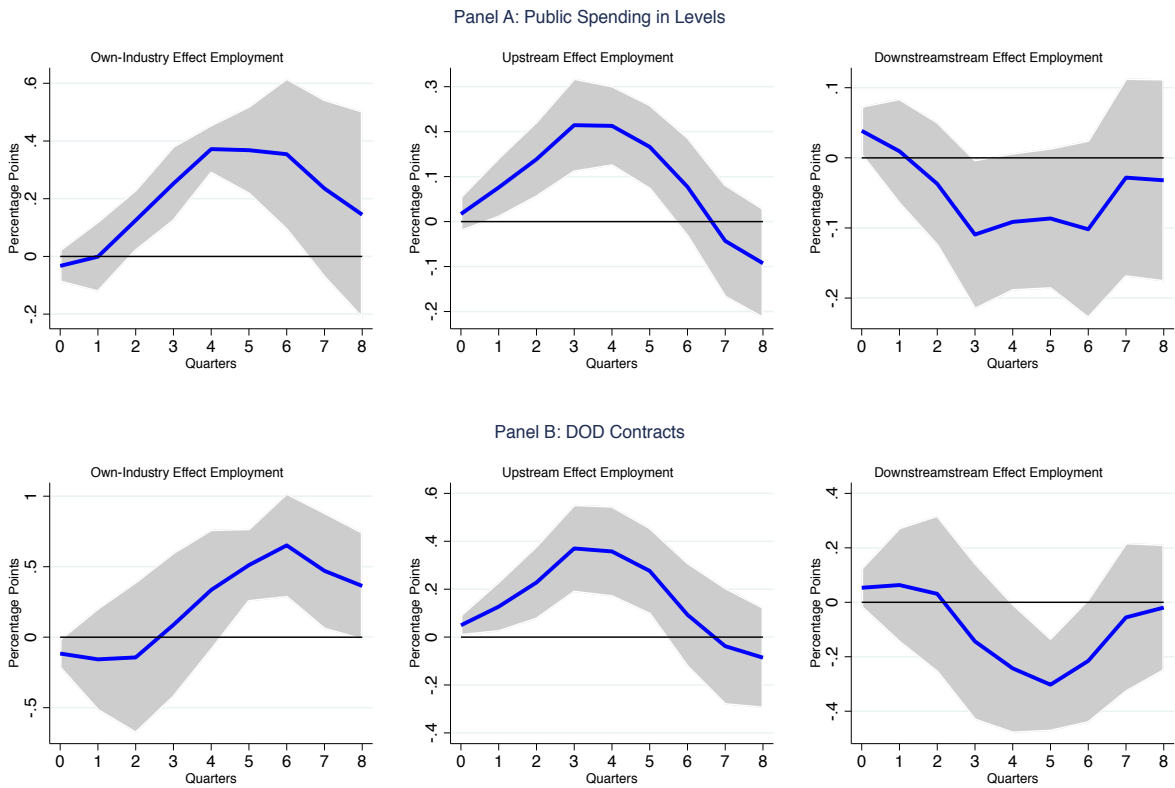 Panel A: Public Spending in Levels
Own-Industry Effect Employment
Percentage Points
.6
.4
.2
0
-.2
0 1 2 3 4 5 6 7 8
Quarters
Upstream Effect Employment
Percentage Points
.3
.2
.1
0
-.1
-.2
0 1 2 3 4 5 6 7 8
Quarters
Downstreamstream Effect Employment
Percentage Points
.1
0
-.1
-.2
0 1 2 3 4 5 6 7 8
Quarters
Panel B: DOD Contracts
Own-Industry Effect Employment
Percentage Points
1
.5
0
-.5
0 1 2 3 4 5 6 7 8
Quarters
Upstream Effect Employment
Percentage Points
.6
.4
.2
0
-.2
-.4
0 1 2 3 4 5 6 7 8
Quarters
Downstreamstream Effect Employment
Percentage Points
.4
.2
0
-.2
-.4
0 1 2 3 4 5 6 7 8
Quarters